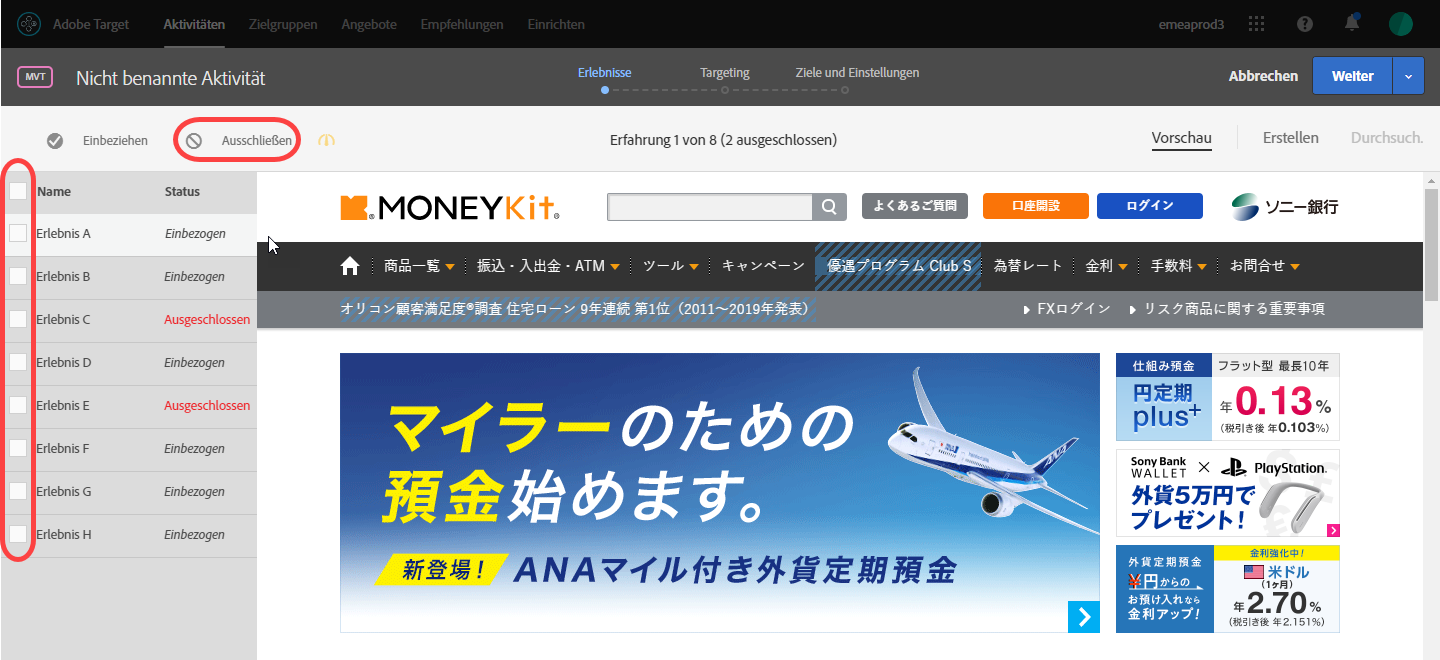 Adobe Target Aktivitäten Zielgruppen Angebote Empfehlungen Einrichten emeaprod3
MVT Nicht benannte Aktivität Erlebnisse Targeting Ziele und Einstellungen Abbrechen Weiter
Einbeziehen Ausschließen Erfahrung 1 von 8 (2 ausgeschlossen) Vorschau Erstellen Durchsuch.
Name Status
Erlebnis A Einbezogen
Erlebnis B Einbezogen
Erlebnis C Ausgeschlossen
Erlebnis D Einbezogen
Erlebnis E Ausgeschlossen
Erlebnis F Einbezogen
Erlebnis G Einbezogen
Erlebnis H Einbezogen
MONEYKit® よくあるご質問 口座開設 ログイン ソニー銀行
商品一覧 振込・入出金・ATM ツール キャンペーン 優遇プログラム Club S 為替レート 金利 手数料 お問合せ
オリコン顧客満足度®調査 住宅ローン 9年連続 第1位（2011～2019年発表） FXログイン リスク商品に関する重要事項
マイラーのための
預金始めます。
新登場！ ANAマイル付き外貨定期預金
仕組み預金 フラット型 最長10年
円定期
plus+
年0.13%
(税引き後 年0.103%)
Sony Bank
WALLET × PlayStation.
外貨5万円で
プレゼント！
外貨定期預金
¥円からの
お預け入れなら
金利アップ！
金利強化中！
米ドル
(1ヶ月)
年2.70%
(税引き後 年2.151%)